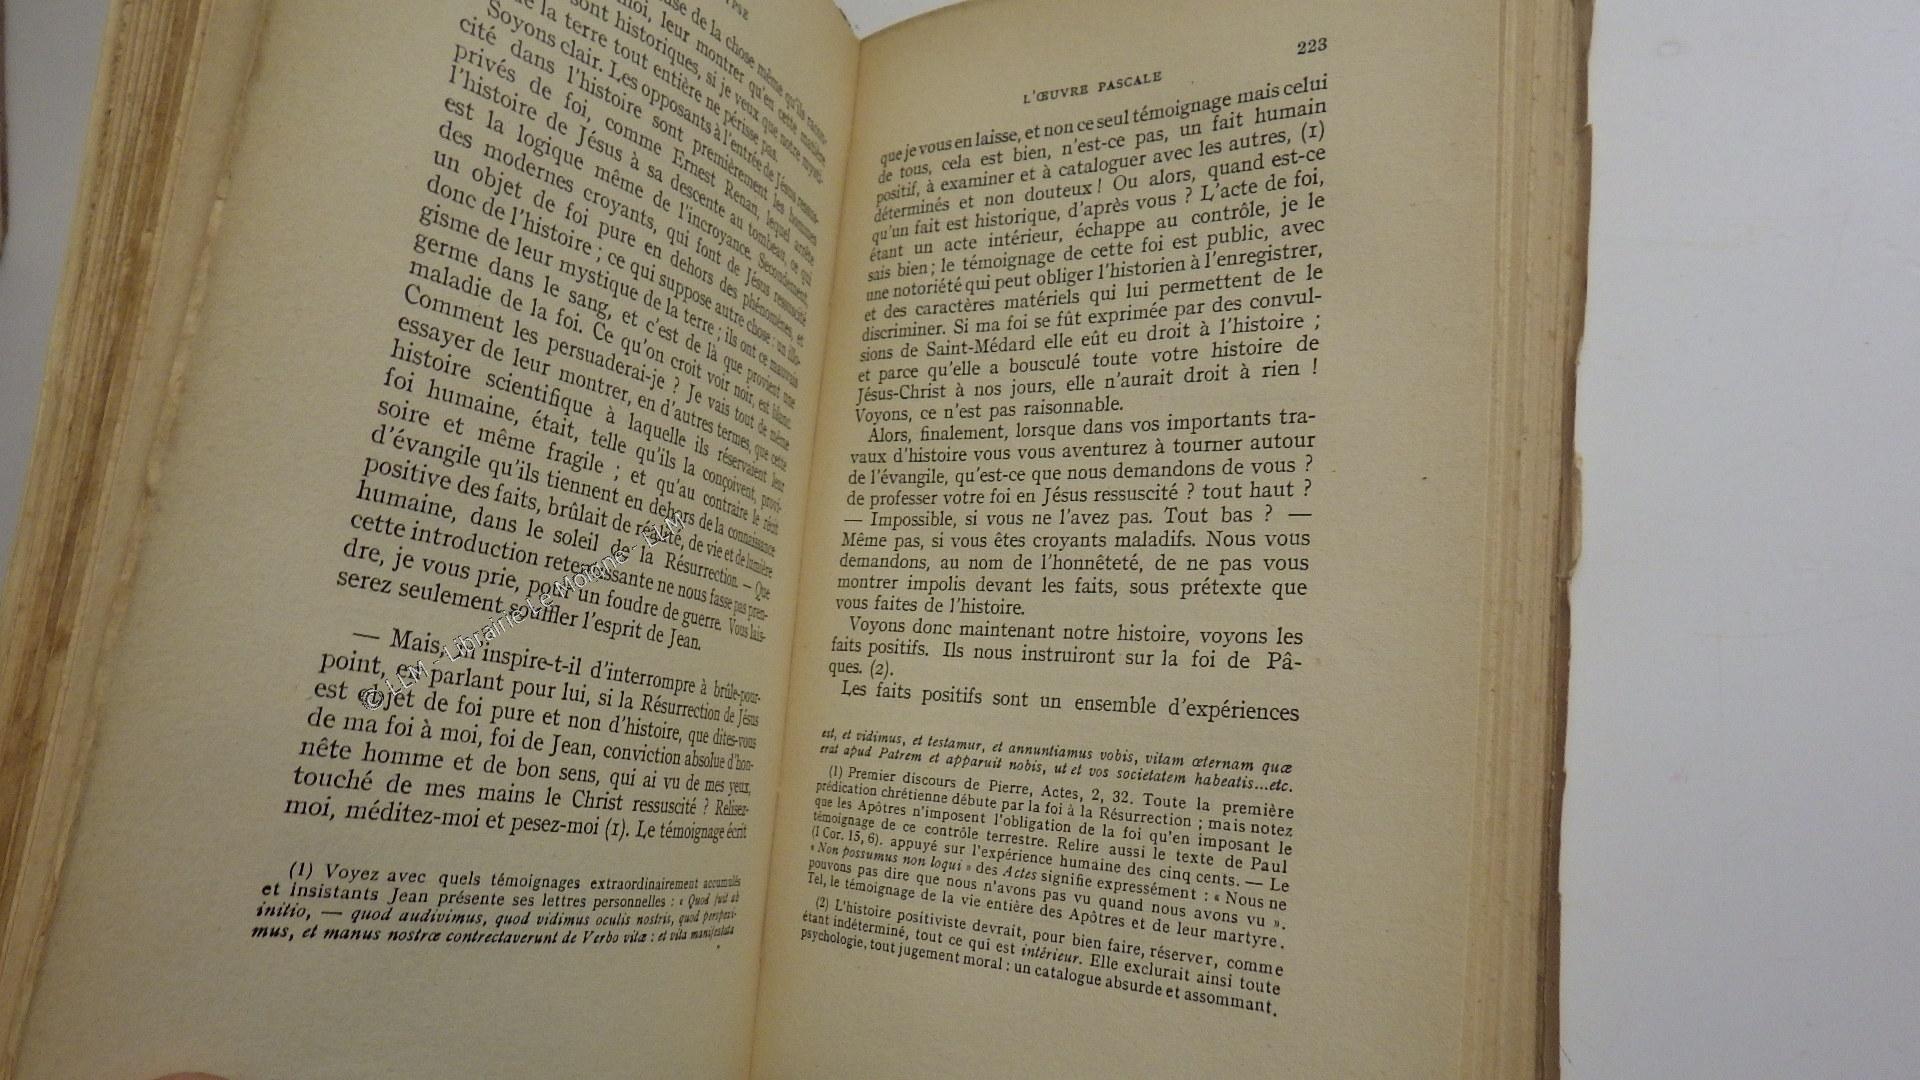 use de la chose même qu'ils
moi, leur montrer qu'en cette matière
sont historiques, si je veux que notre mysti-
la terre tout entière ne périsse pas.
Soyons clair. Les opposants à l'entrée de Jésus ressus-
cité dans l'histoire sont premièrement les hommes
privés de foi, comme Ernest Renan, lequel arrête
l'histoire de Jésus à sa descente au tombeau, ce qui
est la logique même de l'incroyance. Secondement,
des modernes croyants, qui font de Jésus ressuscité
un objet de foi pure en dehors des phénomènes, et
donc de l'histoire ; ce qui suppose autre chose : un illo-
gisme de leur mystique de la terre ; ils ont ce mauvais
germe dans le sang, et c'est de là que provient une
maladie de la foi. Ce qu'on croit voir noir, est blanc.
Comment les persuaderai-je ? Je vais tout de même
essayer de leur montrer, en d'autres termes, que cette
histoire scientifique à laquelle ils réservaient leur
foi humaine, était, telle qu'ils la conçoivent, provi-
soire et même fragile ; et qu'au contraire le récit
d'évangile qu'ils tiennent en dehors de la connaissance
positive des faits, brûlait de réalité, de vie et de lumière
humaine, dans le soleil de la Résurrection. — Que
cette introduction retentissante ne nous fasse pas pren-
dre, je vous prie, pour un foudre de guerre. Vous lais-
serez seulement souffler l'esprit de Jean.
— Mais, m'inspire-t-il d'interrompre à brûle-pour-
point, en parlant pour lui, si la Résurrection de Jésus
est objet de foi pure et non d'histoire, que dites-vous
de ma foi à moi, foi de Jean, conviction absolue d'hon-
nête homme et de bon sens, qui ai vu de mes yeux,
touché de mes mains le Christ ressuscité ? Relisez-
moi, méditez-moi et pesez-moi (1). Le témoignage écrit
(1) Voyez avec quels témoignages extraordinairement accumulés
et insistants Jean présente ses lettres personnelles : « Quod fuit ab
initio, — quod audivimus, quod vidimus oculis nostris, quod perspexi-
mus, et manus nostræ contrectaverunt de Verbo vitæ : et vita manifestata
© LLM - Librairie Le Moigne - LLM
223
L'ŒUVRE PASCALE
que je vous en laisse, et non ce seul témoignage mais celui
de tous, cela est bien, n'est-ce pas, un fait humain
positif, à examiner et à cataloguer avec les autres, (1)
déterminés et non douteux ! Ou alors, quand est-ce
qu'un fait est historique, d'après vous ? L'acte de foi,
étant un acte intérieur, échappe au contrôle, je le
sais bien ; le témoignage de cette foi est public, avec
une notoriété qui peut obliger l'historien à l'enregistrer,
et des caractères matériels qui lui permettent de le
discriminer. Si ma foi se fût exprimée par des convul-
sions de Saint-Médard elle eût eu droit à l'histoire ;
et parce qu'elle a bousculé toute votre histoire de
Jésus-Christ à nos jours, elle n'aurait droit à rien !
Voyons, ce n'est pas raisonnable.
Alors, finalement, lorsque dans vos importants tra-
vaux d'histoire vous vous aventurez à tourner autour
de l'évangile, qu'est-ce que nous demandons de vous ?
de professer votre foi en Jésus ressuscité ? tout haut ?
— Impossible, si vous ne l'avez pas. Tout bas ? —
Même pas, si vous êtes croyants maladifs. Nous vous
demandons, au nom de l'honnêteté, de ne pas vous
montrer impolis devant les faits, sous prétexte que
vous faites de l'histoire.
Voyons donc maintenant notre histoire, voyons les
faits positifs. Ils nous instruiront sur la foi de Pâ-
ques. (2).
Les faits positifs sont un ensemble d'expériences
est, et vidimus, et testamur, et annuntiamus vobis, vitam æternam quæ
erat apud Patrem et apparuit nobis, ut et vos societatem habeatis...etc.
(1) Premier discours de Pierre, Actes, 2, 32. Toute la première
prédication chrétienne débute par la foi à la Résurrection ; mais notez
que les Apôtres n'imposent l'obligation de la foi qu'en imposant le
témoignage de ce contrôle terrestre. Relire aussi le texte de Paul
(I Cor. 15, 6). appuyé sur l'expérience humaine des cinq cents. — Le
« Non possumus non loqui » des Actes signifie expressément : « Nous ne
pouvons pas dire que nous n'avons pas vu quand nous avons vu ».
Tel, le témoignage de la vie entière des Apôtres et de leur martyre.
(2) L'histoire positiviste devrait, pour bien faire, réserver, comme
étant indéterminé, tout ce qui est intérieur. Elle exclurait ainsi toute
psychologie, tout jugement moral : un catalogue absurde et assommant.